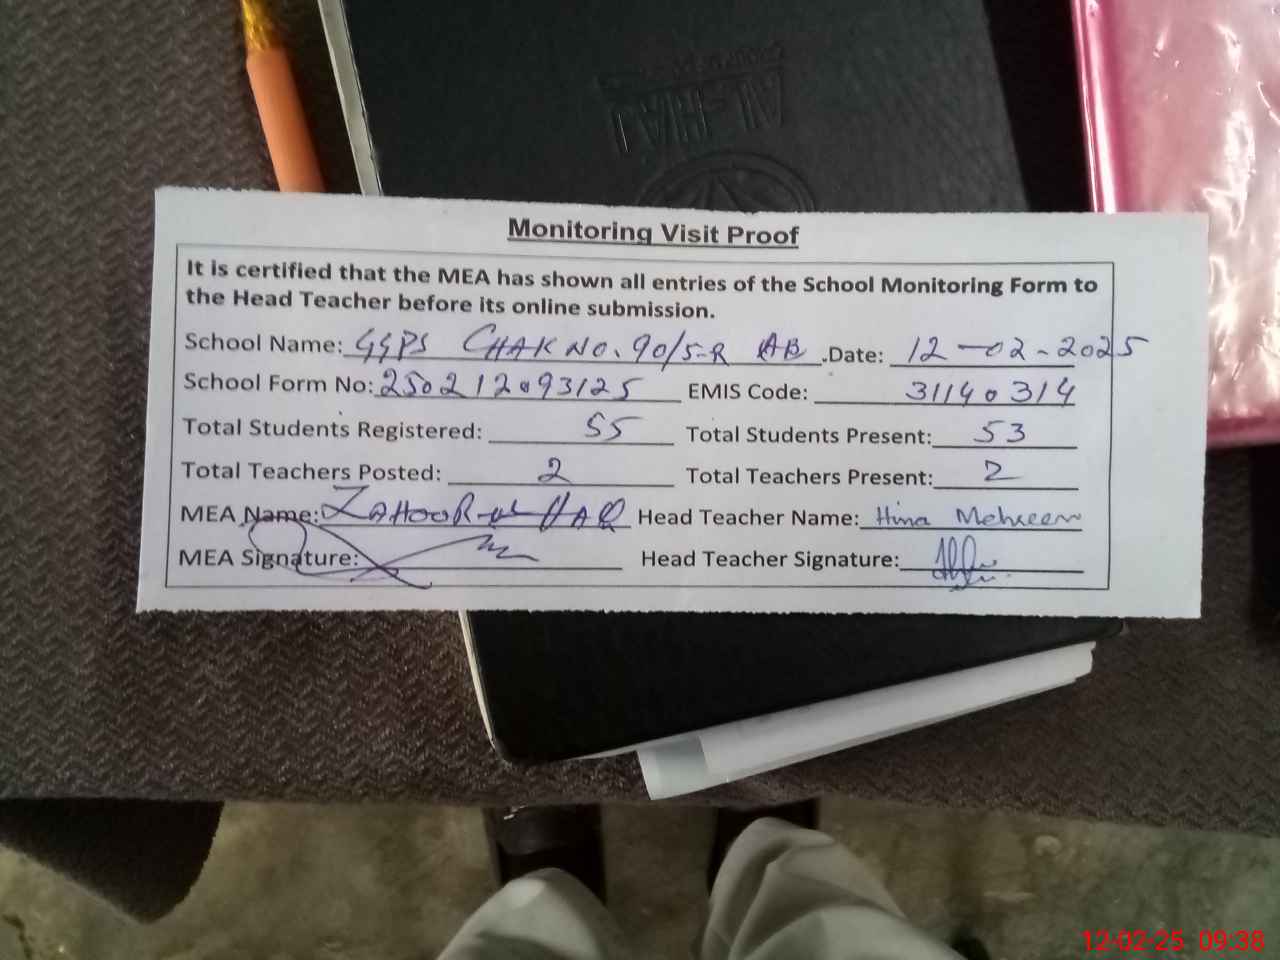 AL-HAAJ
Monitoring Visit Proof
It is certified that the MEA has shown all entries of the School Monitoring Form to
the Head Teacher before its online submission.
School Name: GGPS CHAK NO. 90/5-R AB .Date: 12-02-2025
School Form No: 250212093125 EMIS Code: 31140314
Total Students Registered: 55 Total Students Present: 53
Total Teachers Posted: 2 Total Teachers Present: 2
MEA Name: ZAHOOR-ul HAQ Head Teacher Name: Hina Mehreen
MEA Signature: Head Teacher Signature:
12-02-25 09:38